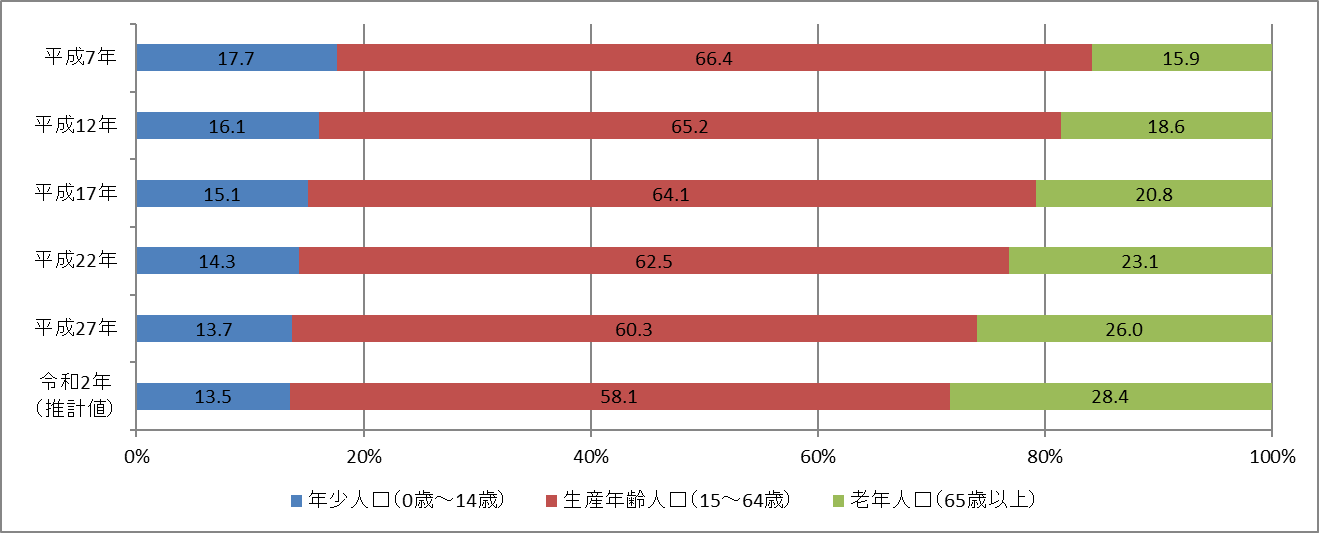 平成7年
17.7 66.4 15.9
平成12年
16.1 65.2 18.6
平成17年
15.1 64.1 20.8
平成22年
14.3 62.5 23.1
平成27年
13.7 60.3 26.0
令和2年
（推計値）
13.5 58.1 28.4
0% 20% 40% 60% 80% 100%
年少人口（0歳～14歳） 生産年齢人口（15～64歳） 老年人口（65歳以上）